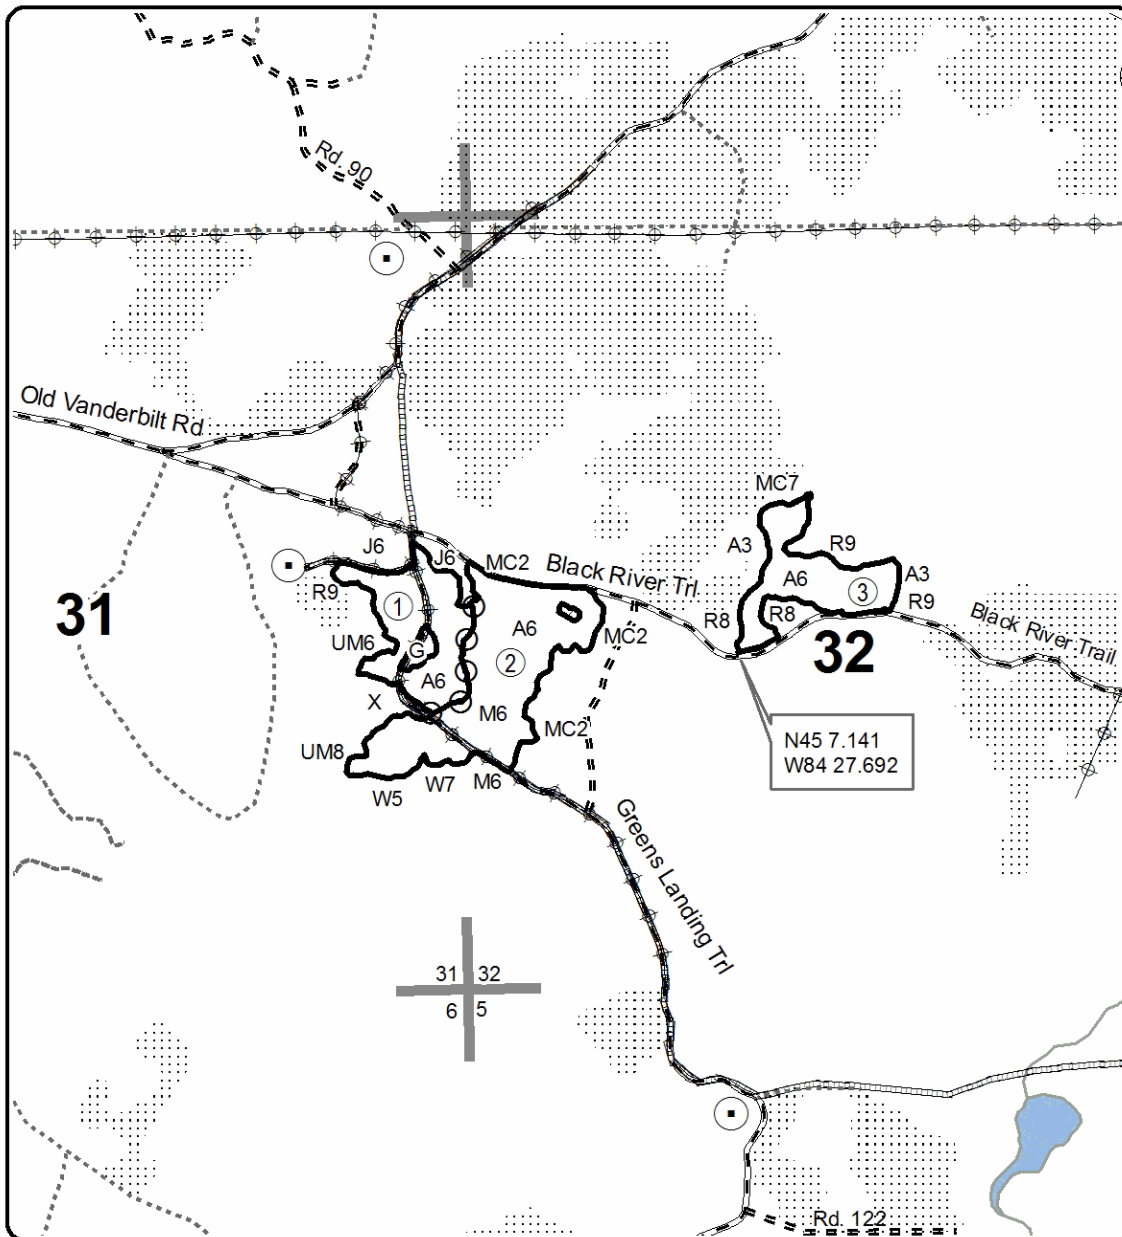 Rd. 90
Old Vanderbilt Rd
MC7
J6
J6
MC2
Black River Trl.
A3
R9
A3
R9
A6
3
R9
31
1
UM6
G
A6
MC2
R8
R8
32
Black River Trail
2
X
A6
M6
MC2
N45 7.141
W84 27.692
UM8
W5
W7
M6
Greens Landing Trl
31 32
6 5
Rd. 122